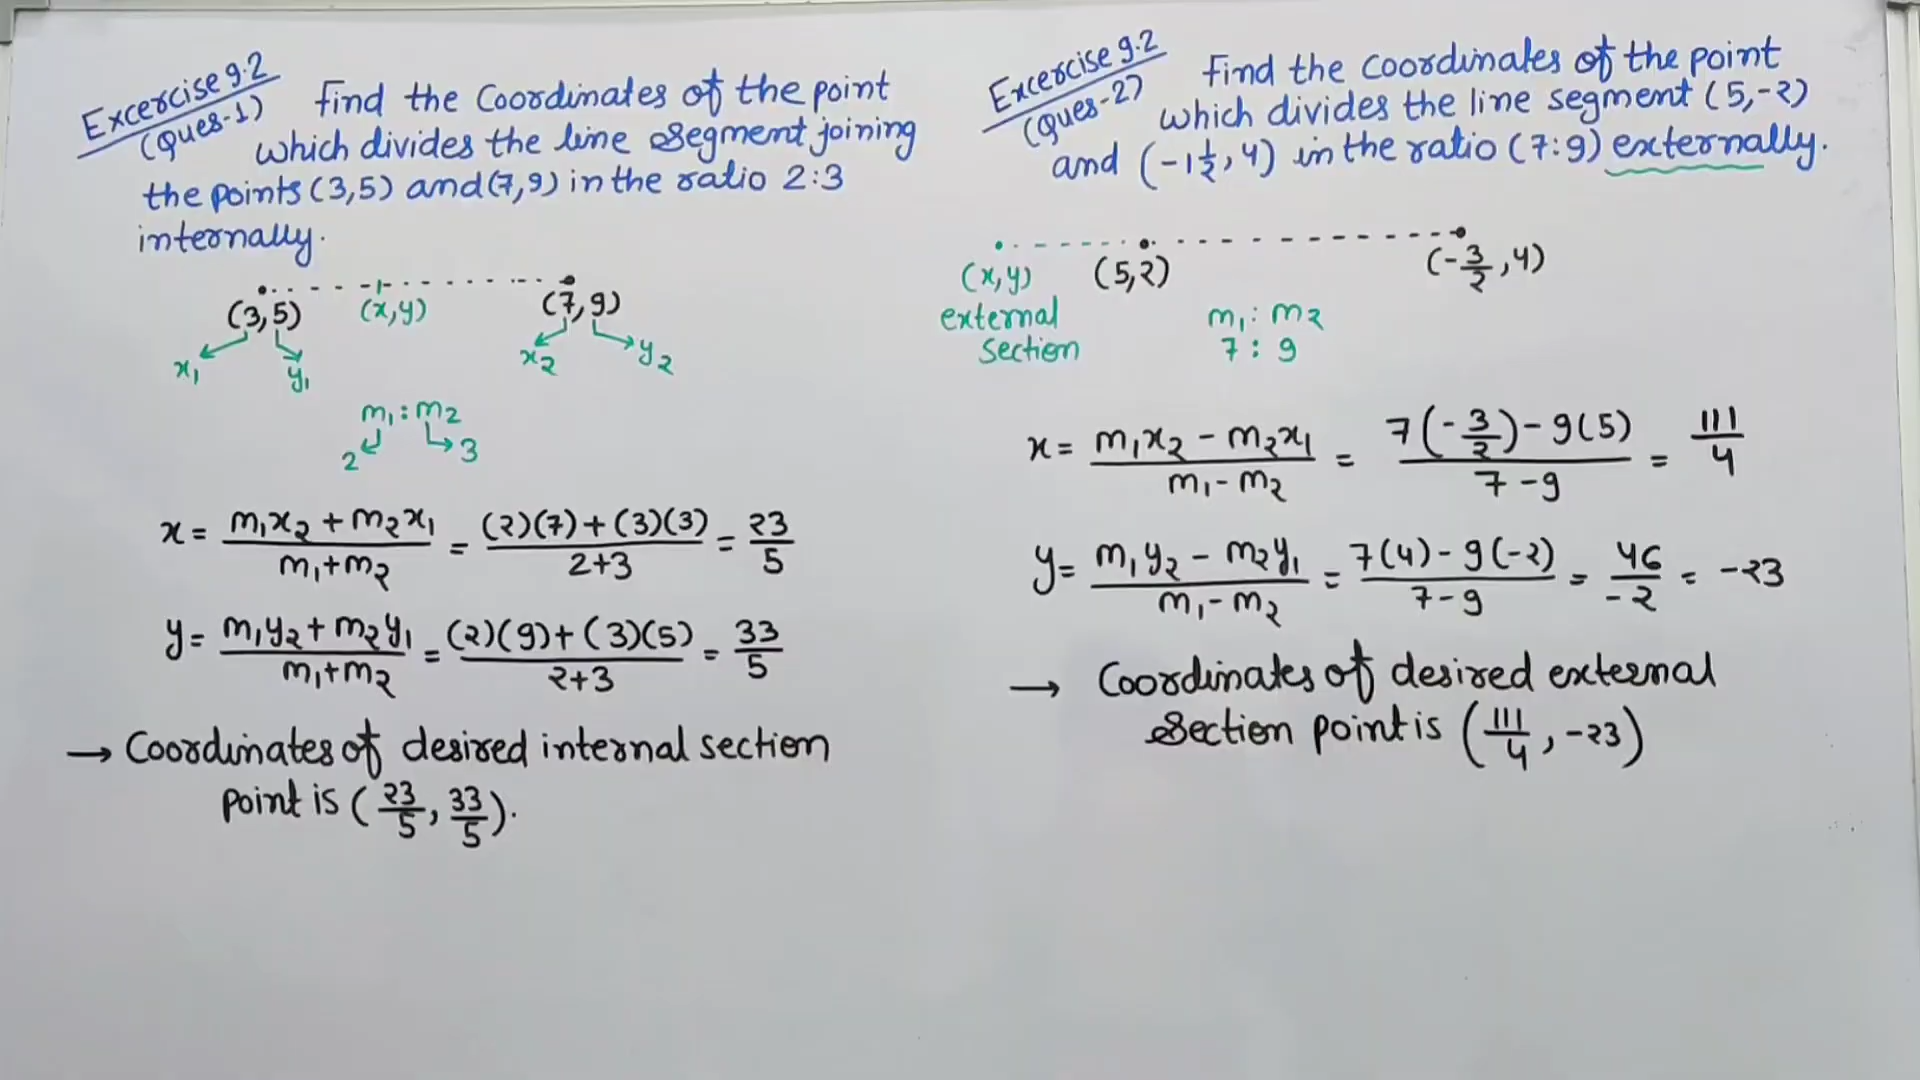 Excercise 9.2
(Ques-1)
Find the Coordinates of the point
which divides the line segment joining
the points (3,5) and (7,9) in the ratio 2:3
internally.
(3,5) (x,y) (7,9)
x₁ y₁ x₂ y₂
m₁ : m₂
2 3
x = (m₁x₂ + m₂x₁)/(m₁+m₂) = ((2)(7) + (3)(3))/(2+3) = 23/5
y = (m₁y₂ + m₂y₁)/(m₁+m₂) = ((2)(9) + (3)(5))/(2+3) = 33/5
→ Coordinates of desired internal section
point is (23/5, 33/5).
Excercise 9.2
(Ques-2)
Find the Coordinates of the point
which divides the line segment (5,-2)
and (-1½, 4) in the ratio (7:9) externally.
(x,y) (5,2) (-3/2, 4)
external
section
m₁ : m₂
7 : 9
x = (m₁x₂ - m₂x₁)/(m₁-m₂) = (7(-3/2) - 9(5))/(7-9) = 111/4
y = (m₁y₂ - m₂y₁)/(m₁-m₂) = (7(4) - 9(-2))/(7-9) = 46/-2 = -23
→ Coordinates of desired external
section point is (111/4, -23)